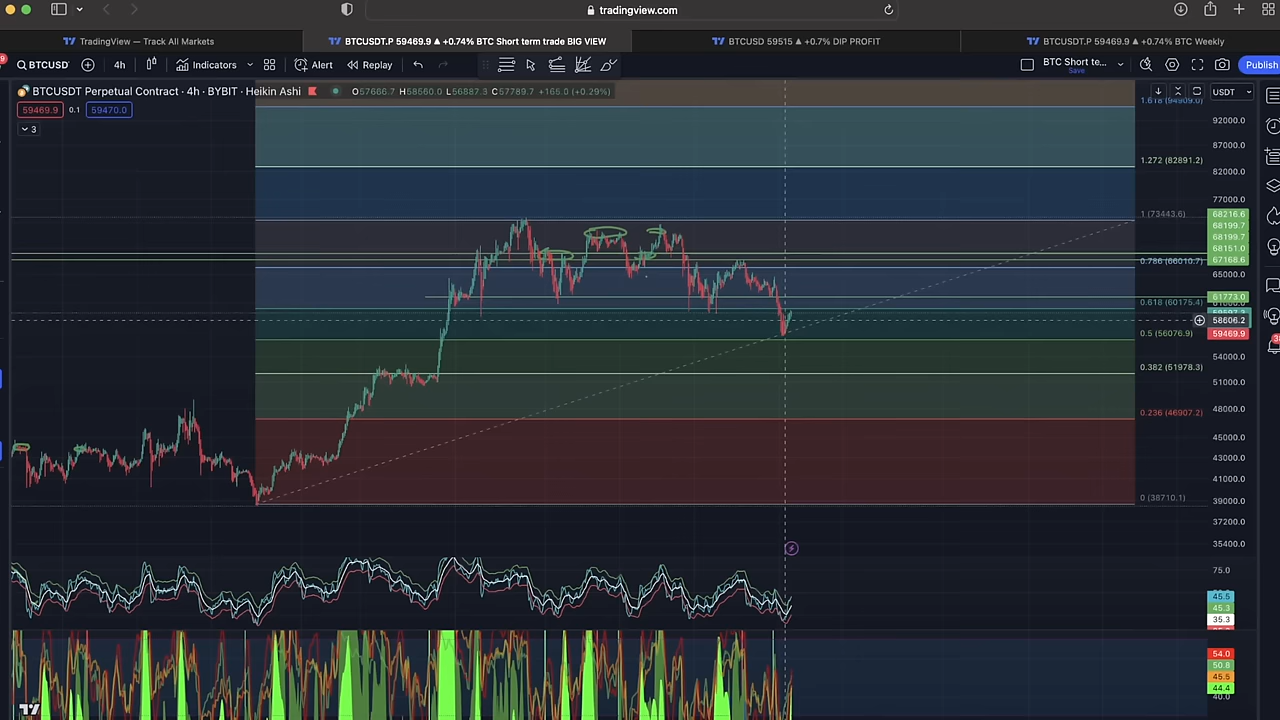 tradingview.com
TradingView — Track All Markets
BTCUSDT.P 59469.9 ▲ +0.74% BTC Short term trade BIG VIEW
BTCUSD 59515 ▲ +0.7% DIP PROFIT
BTCUSDT.P 59469.9 ▲ +0.74% BTC Weekly
BTCUSD
4h
Indicators
Alert
Replay
BTC Short te...
Save
Publish
BTCUSDT Perpetual Contract · 4h · BYBIT · Heikin Ashi
O57666.7 H58660.0 L56887.3 C57789.7 +165.0 (+0.29%)
USDT
59469.9
0.1
59470.0
3
1.618 (94909.0)
92000.0
87000.0
1.272 (82891.2)
82000.0
77000.0
1 (73443.6)
68216.6
68199.7
68199.7
68151.0
67168.6
0.786 (66010.7)
65000.0
61773.0
0.618 (60175.4)
58606.2
59469.9
0.5 (56076.9)
54000.0
0.382 (51978.3)
51000.0
48000.0
0.236 (46907.2)
45000.0
43000.0
41000.0
0 (38710.1)
39000.0
37200.0
35400.0
75.0
45.5
45.3
35.3
54.0
50.8
45.5
44.4
40.0